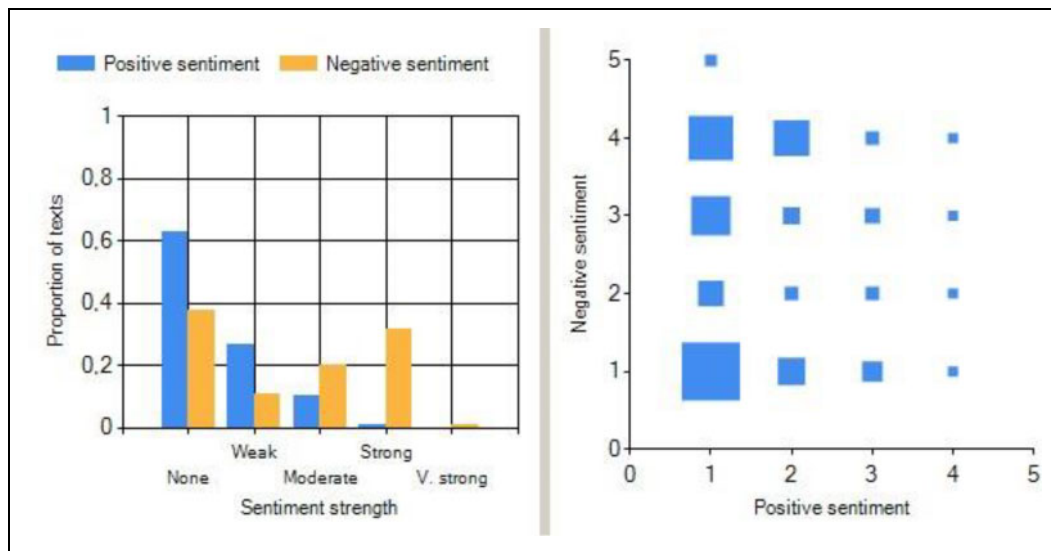 Positive sentiment Negative sentiment
Proportion of texts
1
0.8
0.6
0.4
0.2
0
Weak Strong
None Moderate V. strong
Sentiment strength
Negative sentiment
5
4
3
2
1
0
0 1 2 3 4 5
Positive sentiment